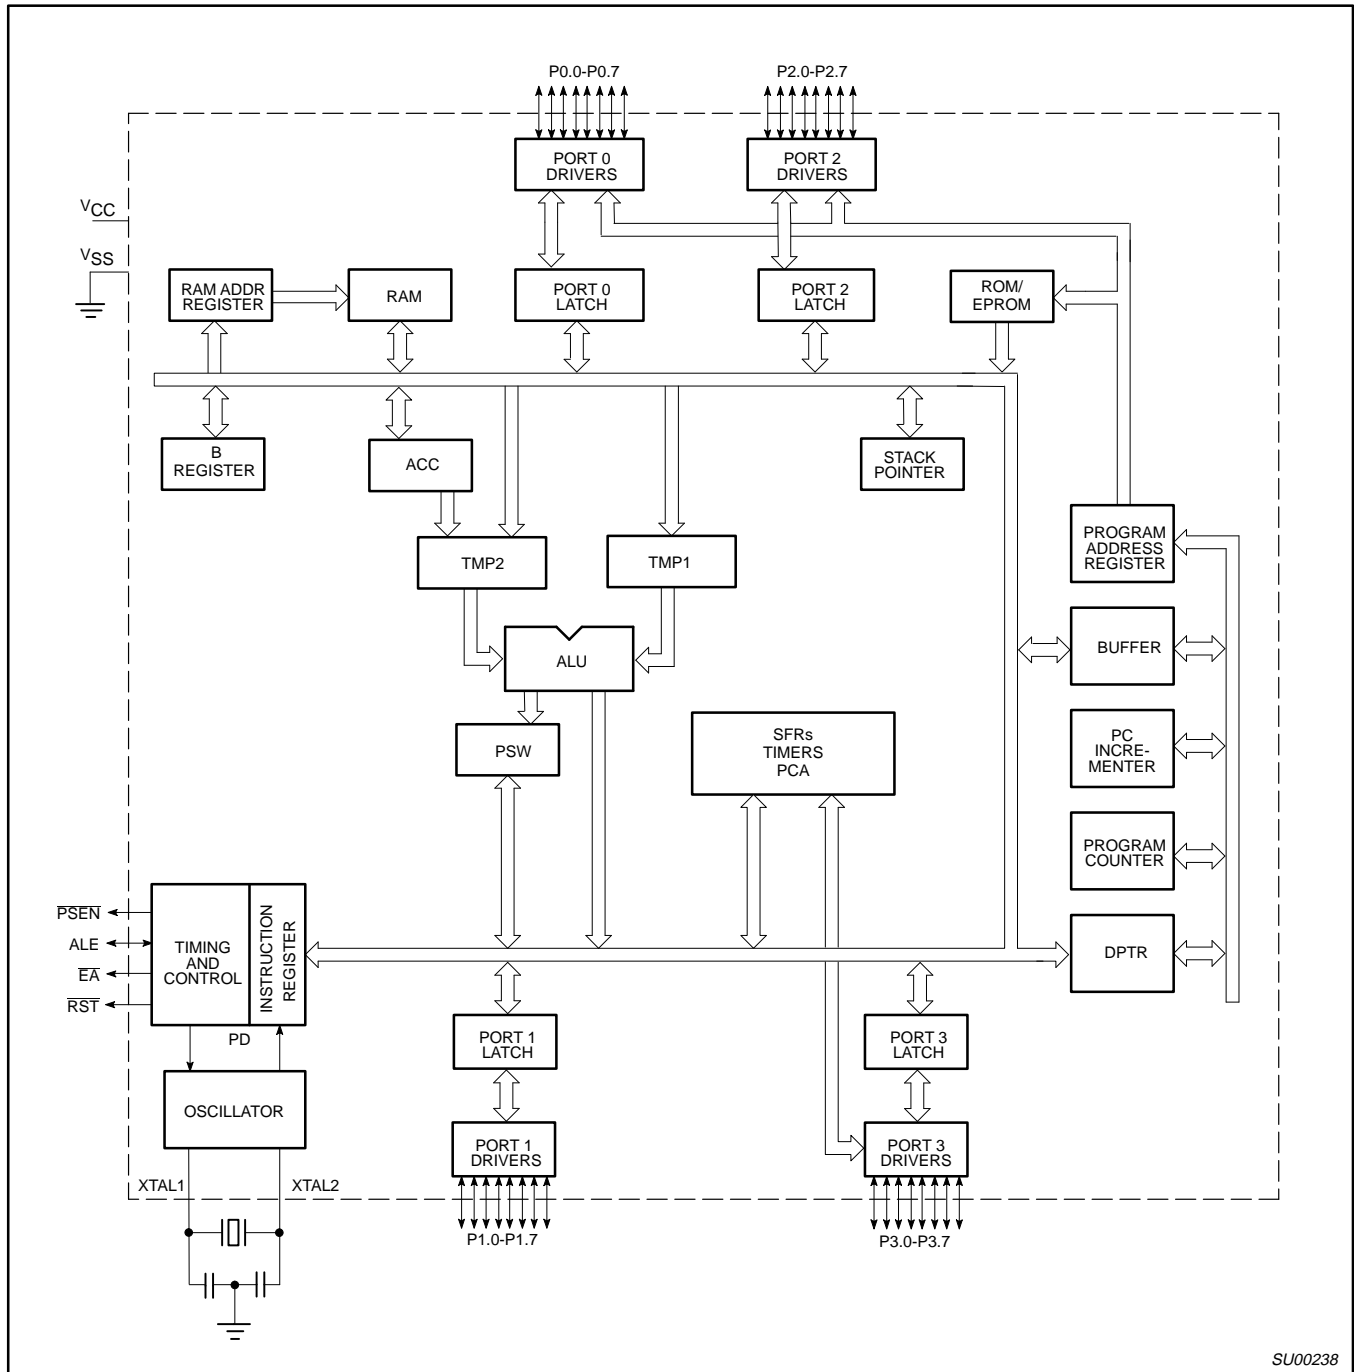 P0.0-P0.7
P2.0-P2.7
PORT 0
DRIVERS
PORT 2
DRIVERS
VCC
VSS
RAM ADDR
REGISTER
RAM
PORT 0
LATCH
PORT 2
LATCH
ROM/
EPROM
B
REGISTER
ACC
STACK
POINTER
TMP2
TMP1
PROGRAM
ADDRESS
REGISTER
ALU
BUFFER
PSW
SFRs
TIMERS
PCA
PC
INCRE-
MENTER
PROGRAM
COUNTER
PSEN
ALE
EA
RST
TIMING
AND
CONTROL
INSTRUCTION
REGISTER
DPTR
PD
PORT 1
LATCH
PORT 3
LATCH
OSCILLATOR
PORT 1
DRIVERS
PORT 3
DRIVERS
XTAL1
XTAL2
P1.0-P1.7
P3.0-P3.7
SU00238